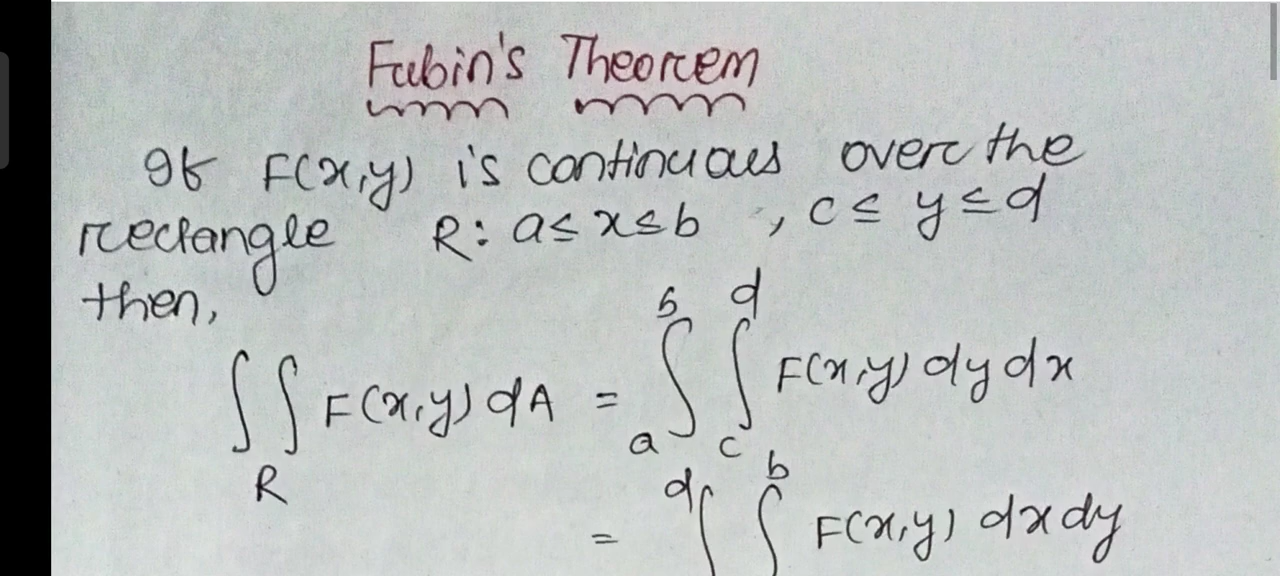 Fubin's Theorem
If F(x,y) is continuous over the
rectangle R: a≤x≤b , c≤ y≤d
then,
∬_R F(x,y) dA = ∫_a^b ∫_c^d F(x,y) dy dx
= ∫^d ∫^b F(x,y) dx dy